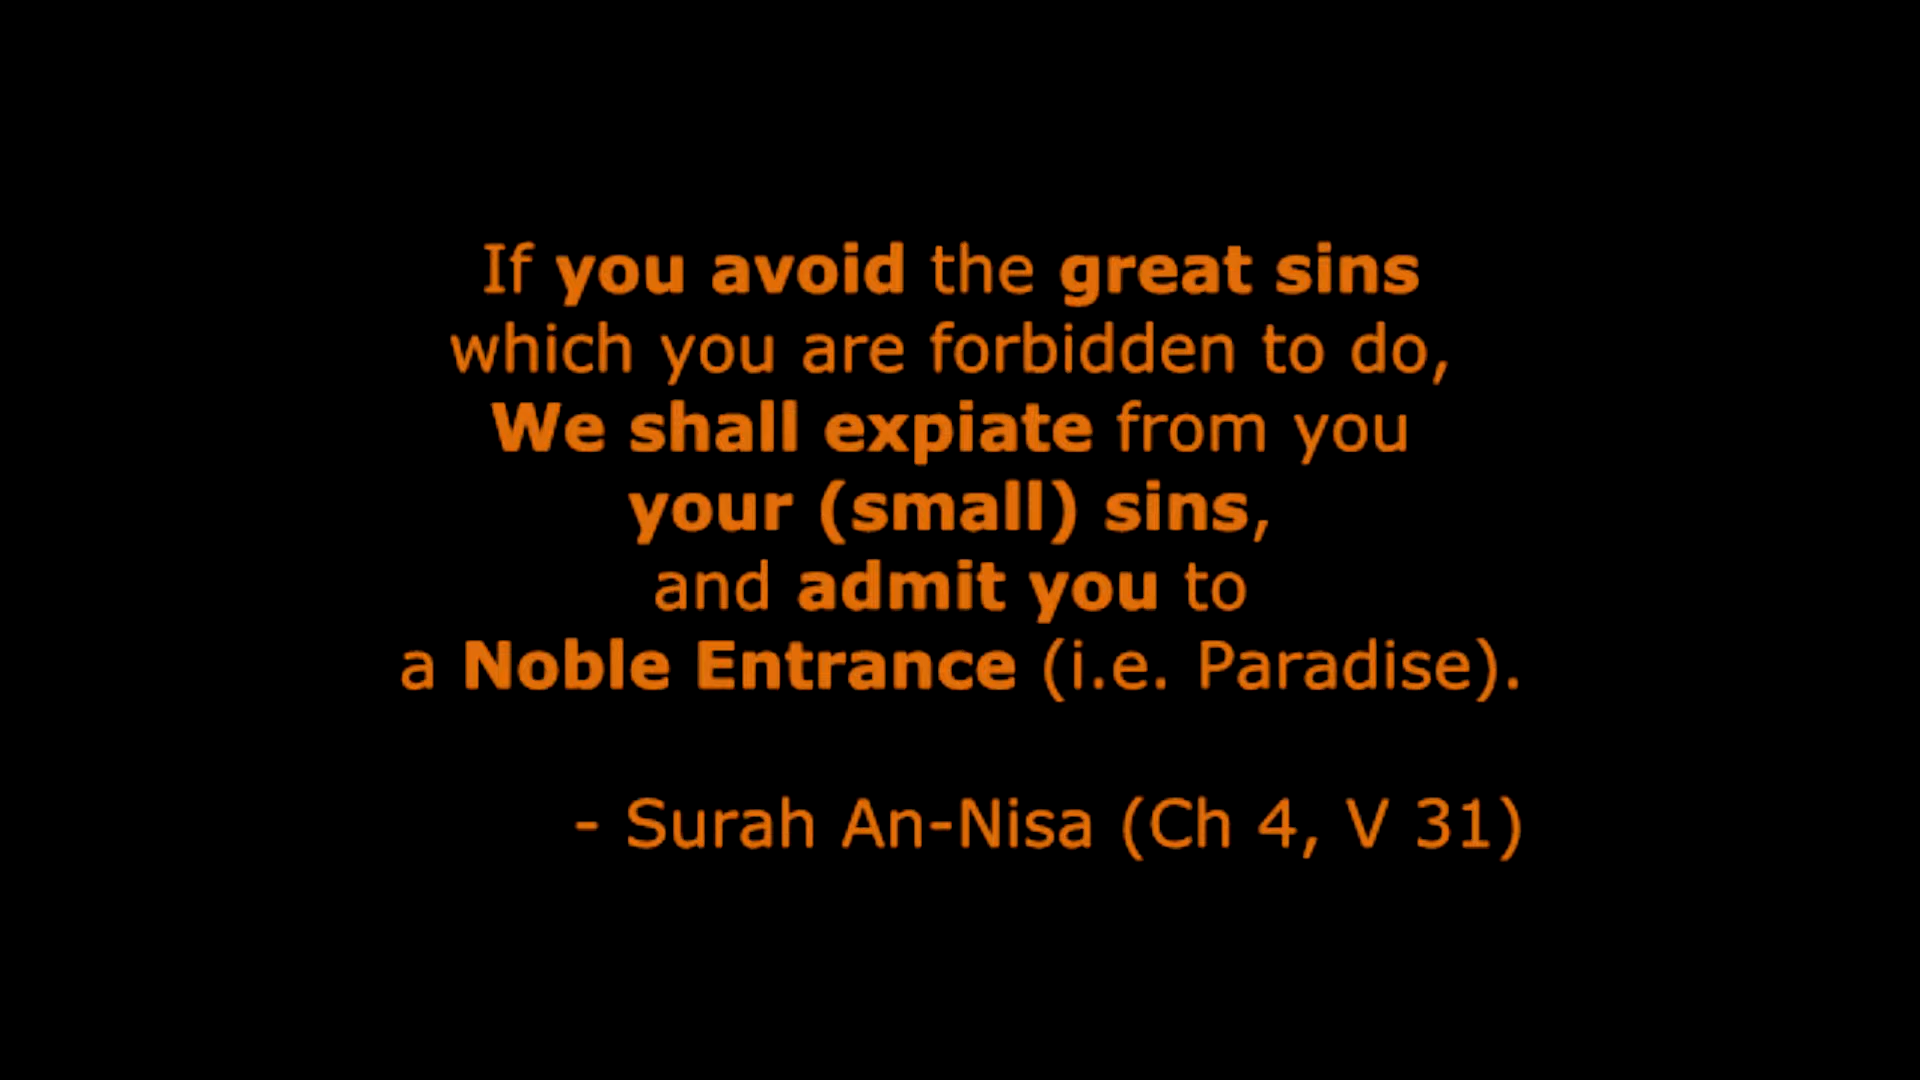 If you avoid the great sins
which you are forbidden to do,
We shall expiate from you
your (small) sins,
and admit you to
a Noble Entrance (i.e. Paradise).
- Surah An-Nisa (Ch 4, V 31)